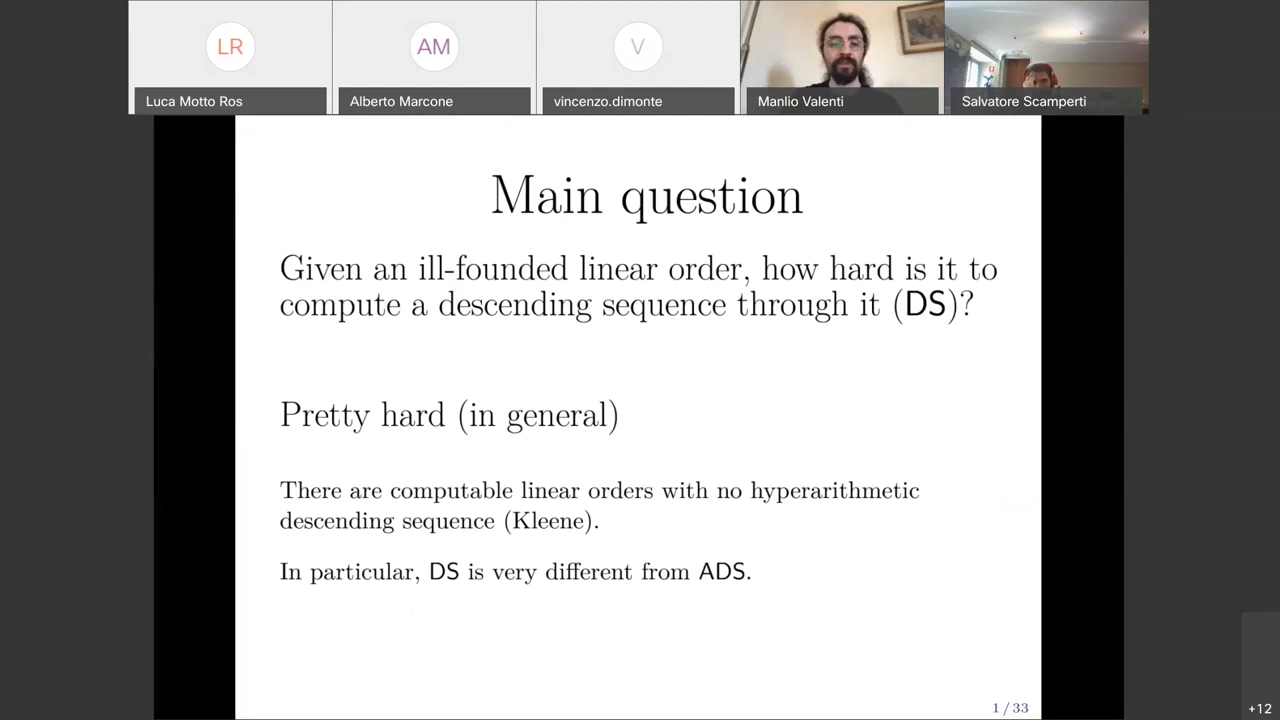 LR
AM
V
Luca Motto Ros
Alberto Marcone
vincenzo.dimonte
Manlio Valenti
Salvatore Scamperti
Main question
Given an ill-founded linear order, how hard is it to
compute a descending sequence through it (DS)?
Pretty hard (in general)
There are computable linear orders with no hyperarithmetic
descending sequence (Kleene).
In particular, DS is very different from ADS.
1 / 33
+12